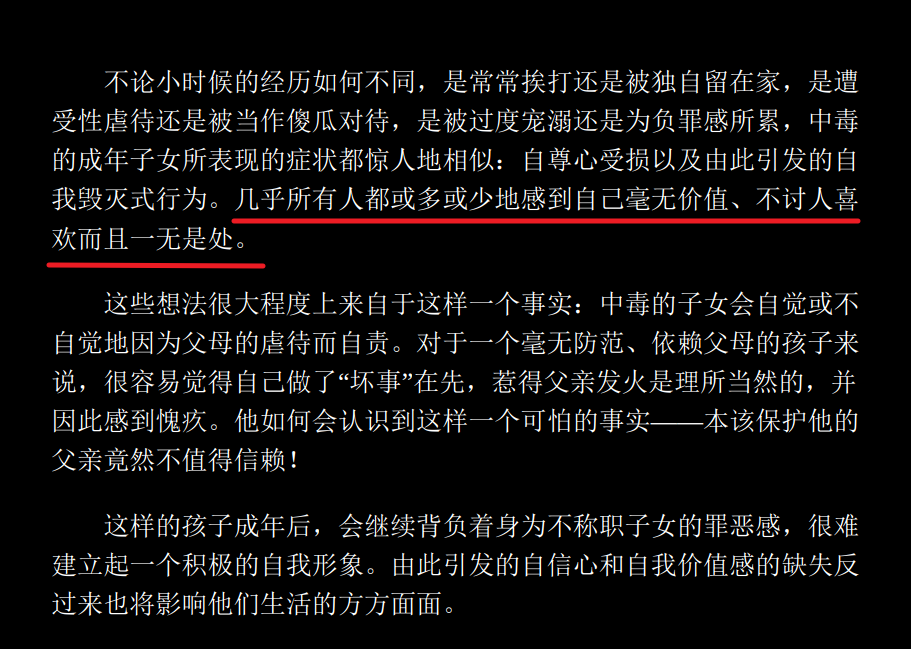 不论小时候的经历如何不同，是常常挨打还是被独自留在家，是遭
受性虐待还是被当作傻瓜对待，是被过度宠溺还是为负罪感所累，中毒
的成年子女所表现的症状都惊人地相似：自尊心受损以及由此引发的自
我毁灭式行为。几乎所有人都或多或少地感到自己毫无价值、不讨人喜
欢而且一无是处。
这些想法很大程度上来自于这样一个事实：中毒的子女会自觉或不
自觉地因为父母的虐待而自责。对于一个毫无防范、依赖父母的孩子来
说，很容易觉得自己做了“坏事”在先，惹得父亲发火是理所当然的，并
因此感到愧疚。他如何会认识到这样一个可怕的事实——本该保护他的
父亲竟然不值得信赖！
这样的孩子成年后，会继续背负着身为不称职子女的罪恶感，很难
建立起一个积极的自我形象。由此引发的自信心和自我价值感的缺失反
过来也将影响他们生活的方方面面。